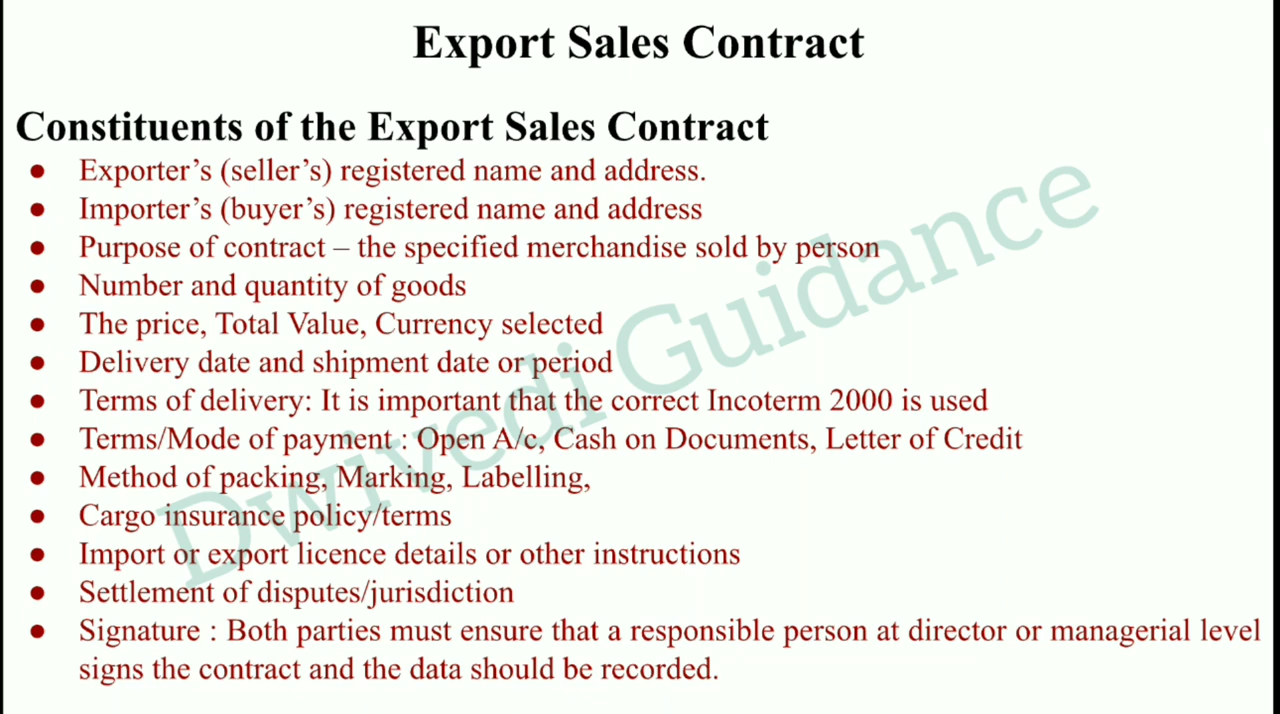 Export Sales Contract
Constituents of the Export Sales Contract
● Exporter’s (seller’s) registered name and address.
● Importer’s (buyer’s) registered name and address
● Purpose of contract – the specified merchandise sold by person
● Number and quantity of goods
● The price, Total Value, Currency selected
● Delivery date and shipment date or period
● Terms of delivery: It is important that the correct Incoterm 2000 is used
● Terms/Mode of payment : Open A/c, Cash on Documents, Letter of Credit
● Method of packing, Marking, Labelling,
● Cargo insurance policy/terms
● Import or export licence details or other instructions
● Settlement of disputes/jurisdiction
● Signature : Both parties must ensure that a responsible person at director or managerial level
signs the contract and the data should be recorded.
Dwivedi Guidance